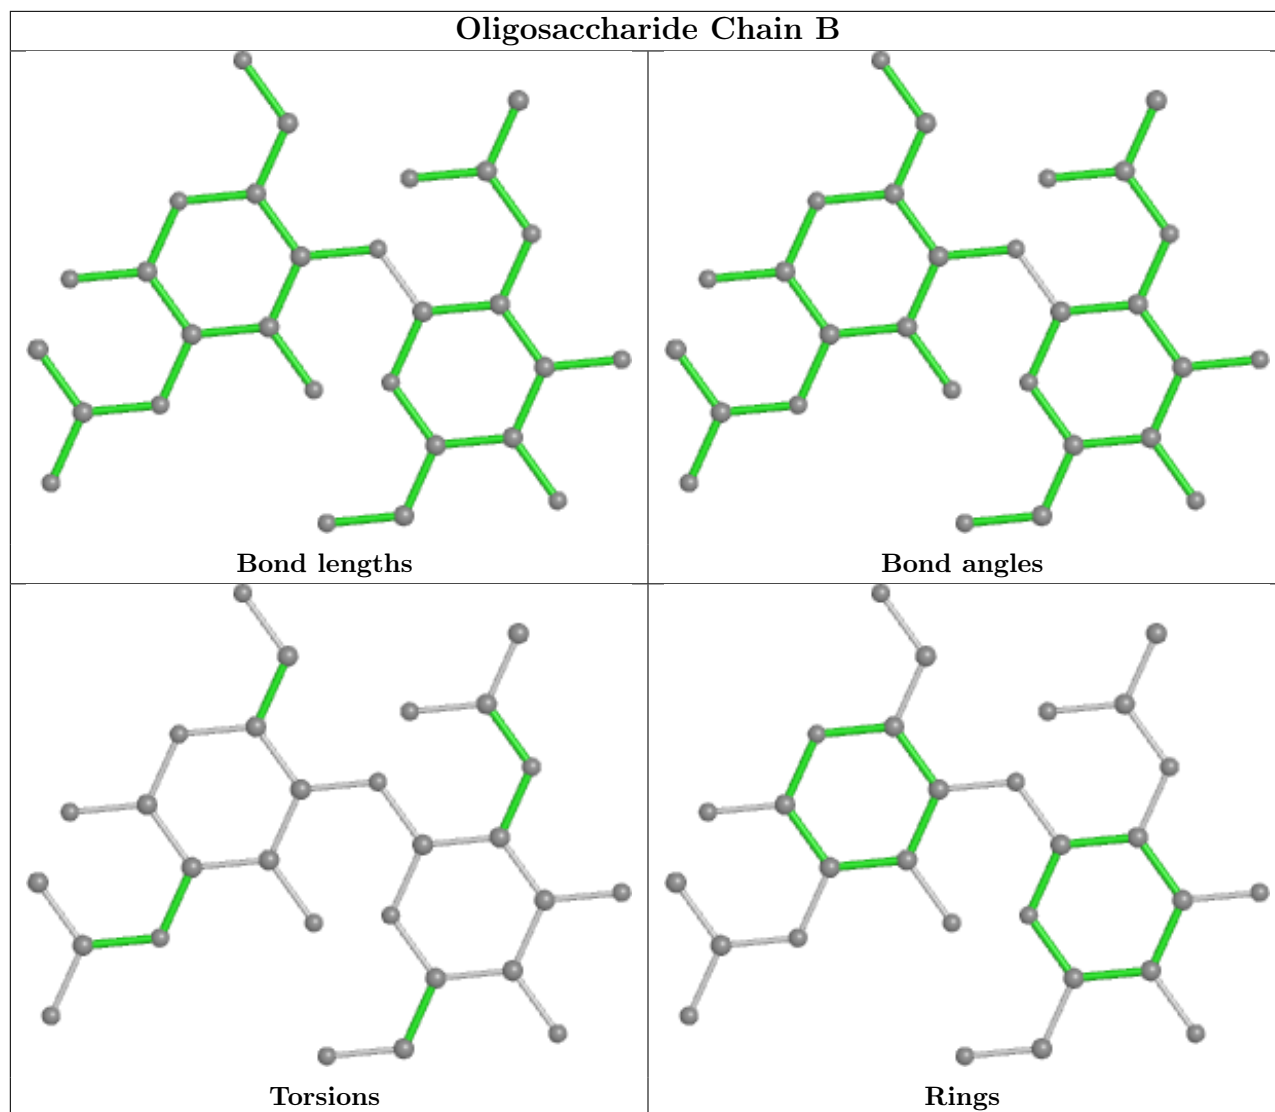 Oligosaccharide Chain B
Bond lengths
Bond angles
Torsions
Rings